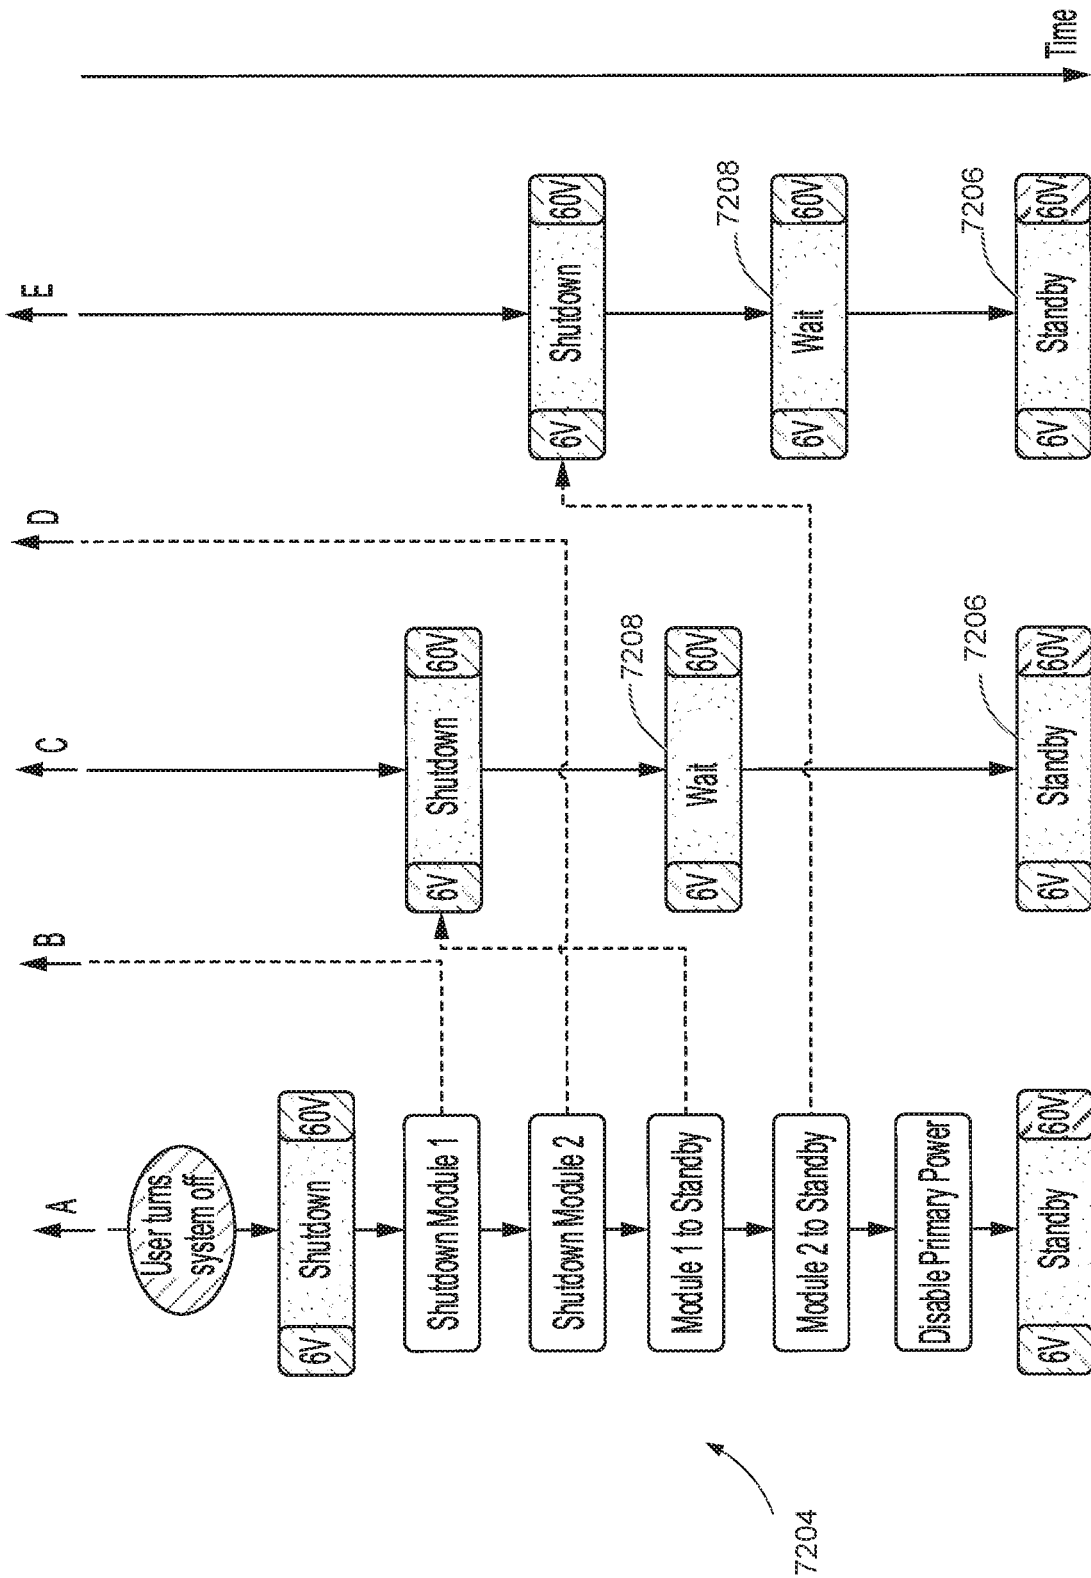 A
B
C
D
E
User turns
system off
6V
Shutdown
60V
Shutdown Module 1
6V
Shutdown
60V
Shutdown Module 2
6V
Shutdown
60V
Module 1 to Standby
7208
6V
Wait
60V
Module 2 to Standby
7208
6V
Wait
60V
Disable Primary Power
7206
7206
6V
Standby
60V
6V
Standby
60V
6V
Standby
60V
Time
7204